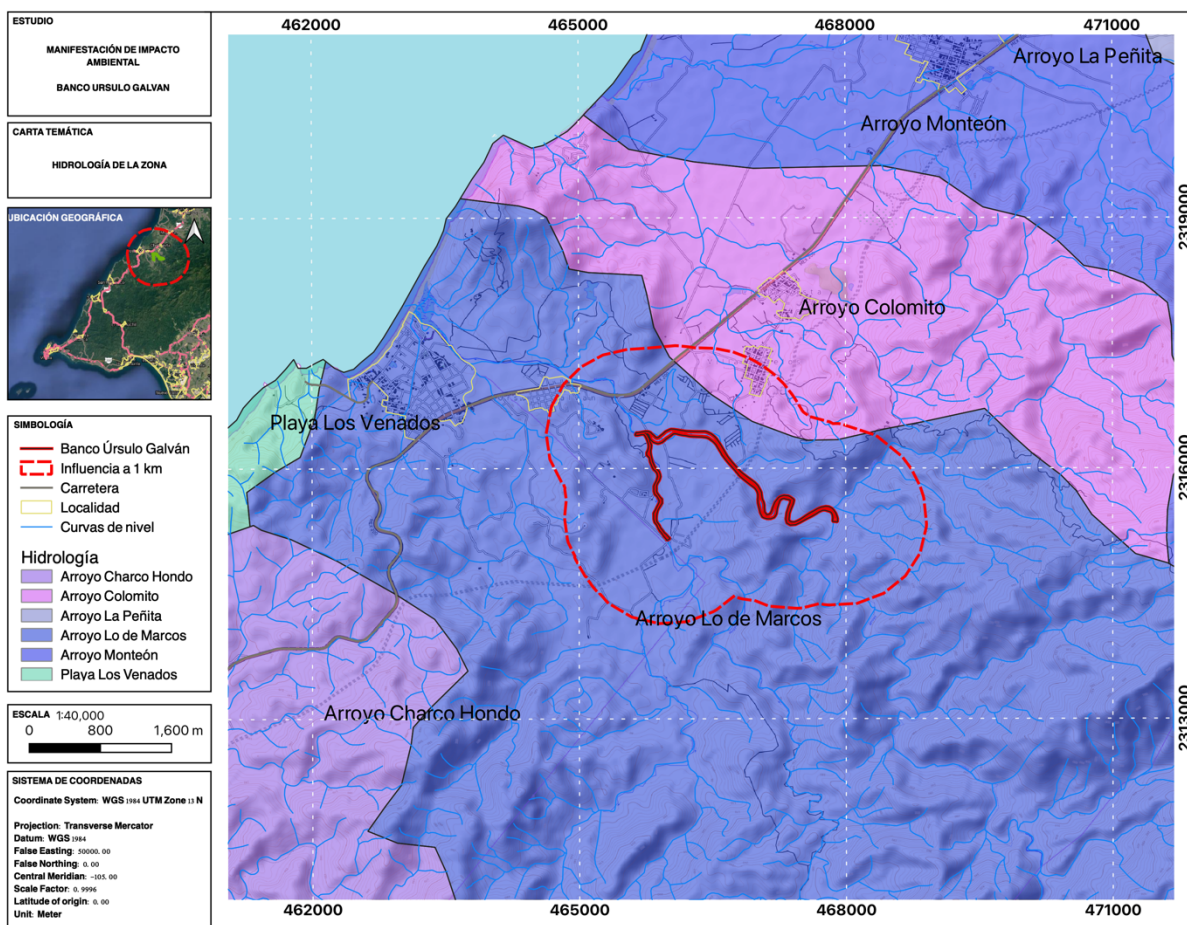 ESTUDIO
MANIFESTACIÓN DE IMPACTO
AMBIENTAL
BANCO URSULO GALVAN
CARTA TEMÁTICA
HIDROLOGÍA DE LA ZONA
UBICACIÓN GEOGRÁFICA
SIMBOLOGÍA
Banco Úrsulo Galván
Influencia a 1 km
Carretera
Localidad
Curvas de nivel
Hidrología
Arroyo Charco Hondo
Arroyo Colomito
Arroyo La Peñita
Arroyo Lo de Marcos
Arroyo Monteón
Playa Los Venados
ESCALA 1:40,000
0 800 1,600 m
SISTEMA DE COORDENADAS
Coordinate System: WGS 1984 UTM Zone 13 N
Projection: Transverse Mercator
Datum: WGS 1984
False Easting: 50000.00
False Northing: 0.00
Central Meridian: -105.00
Scale Factor: 0.9996
Latitude of origin: 0.00
Unit: Meter
462000 465000 468000 471000
Arroyo La Peñita
Arroyo Monteón
2319000
Arroyo Colomito
Playa Los Venados
2316000
Arroyo Lo de Marcos
Arroyo Charco Hondo
2313000
462000 465000 468000 471000